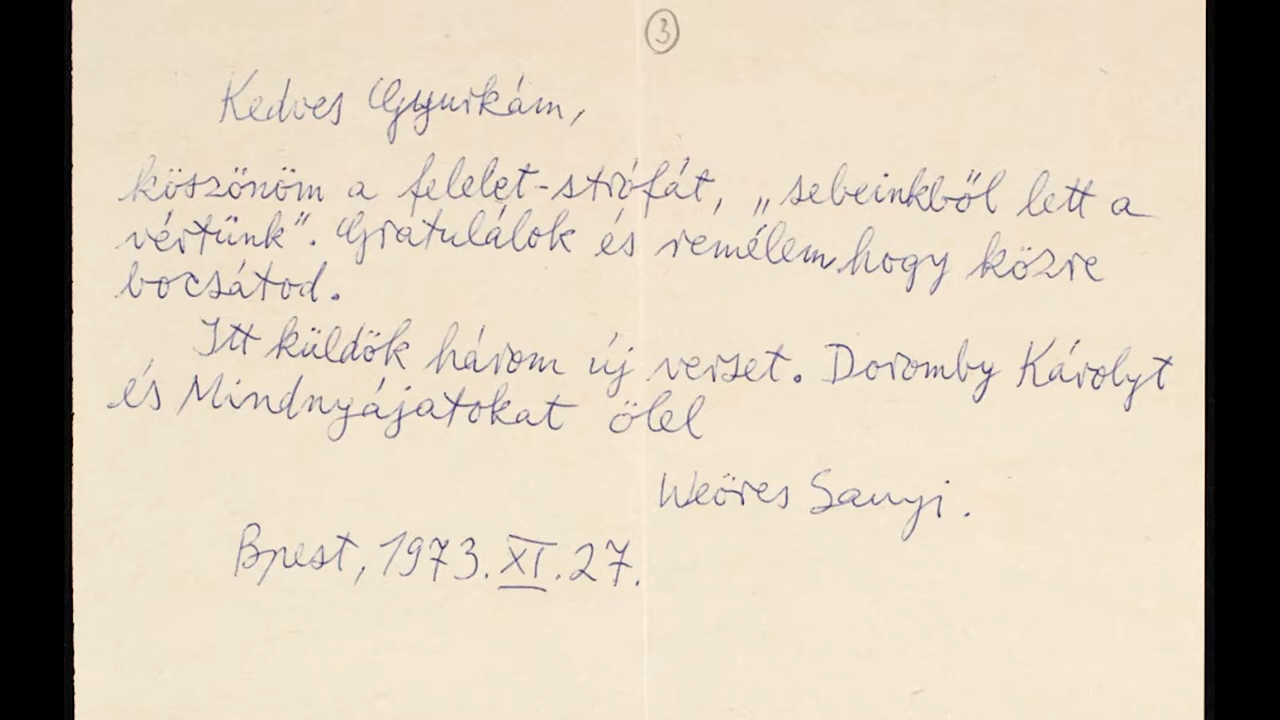 3
Kedves Gyurkám,
köszönöm a felelet-strófát, „sebeinkből lett a
vértünk". Gratulálok és remélem hogy közre
bocsátod.
Itt küldök három új verset. Doromby Károlyt
és Mindnyájatokat ölel
Weöres Sanyi.
Bpest, 1973. XI. 27.